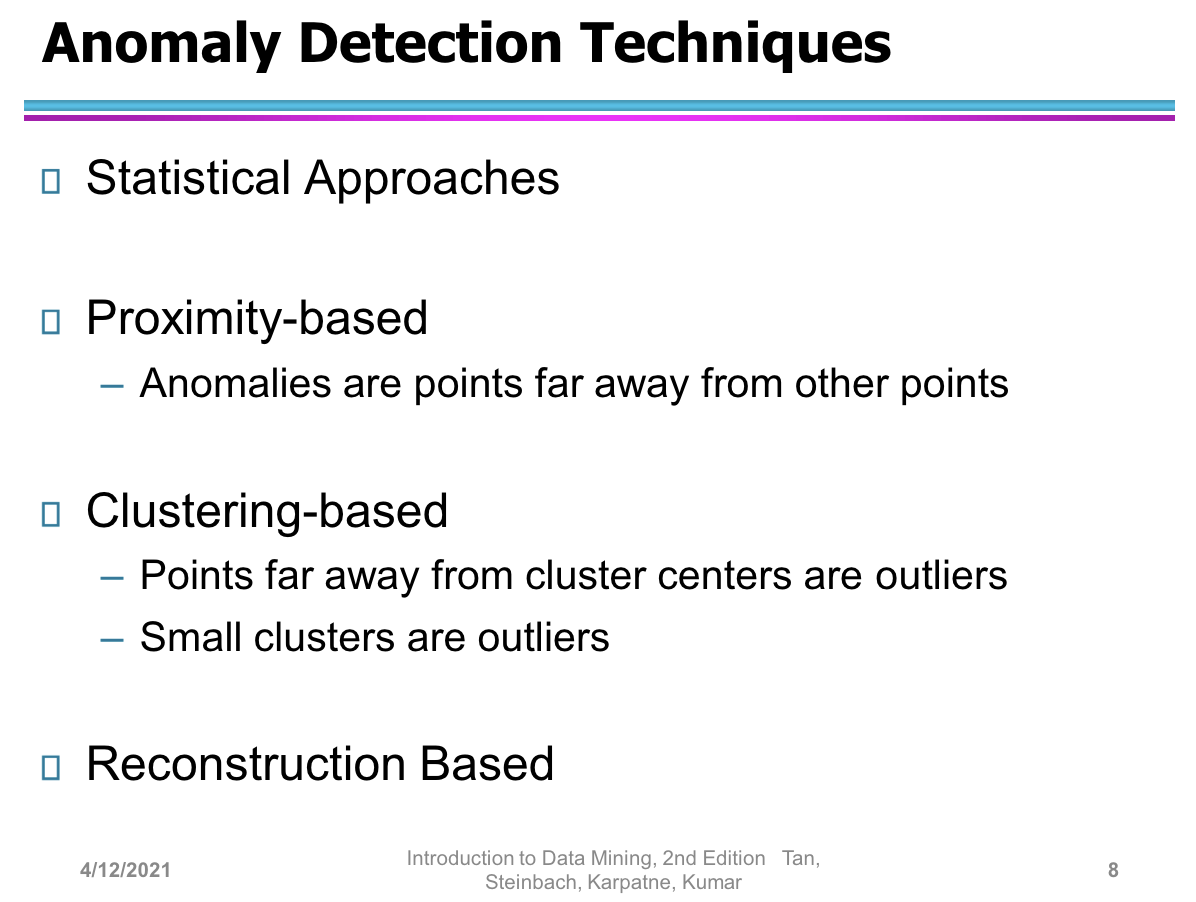 Anomaly Detection Techniques
Statistical Approaches
Proximity-based
– Anomalies are points far away from other points
Clustering-based
– Points far away from cluster centers are outliers
– Small clusters are outliers
Reconstruction Based
4/12/2021
Introduction to Data Mining, 2nd Edition Tan,
Steinbach, Karpatne, Kumar
8